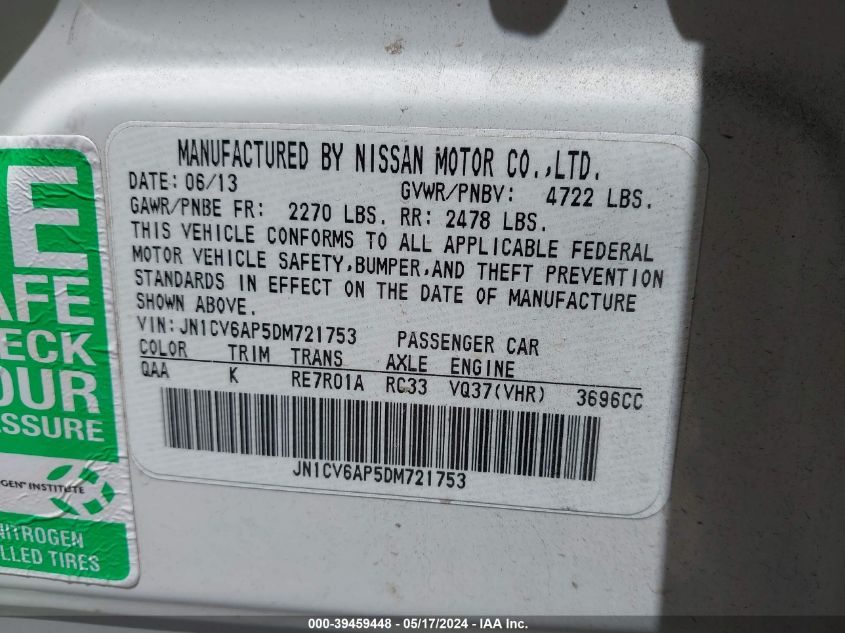 MANUFACTURED BY NISSAN MOTOR CO.,LTD.
DATE: 06/13 GVWR/PNBV: 4722 LBS.
GAWR/PNBE FR: 2270 LBS. RR: 2478 LBS.
THIS VEHICLE CONFORMS TO ALL APPLICABLE FEDERAL
MOTOR VEHICLE SAFETY,BUMPER,AND THEFT PREVENTION
STANDARDS IN EFFECT ON THE DATE OF MANUFACTURE
SHOWN ABOVE.
VIN: JN1CV6AP5DM721753 PASSENGER CAR
COLOR TRIM TRANS AXLE ENGINE
QAA K RE7R01A RC33 VQ37(VHR) 3696CC
JN1CV6AP5DM721753
E
AFE
ECK
OUR
ESSURE
OGEN INSTITUTE
NITROGEN
LLED TIRES
000-39459448 - 05/17/2024 - IAA Inc.